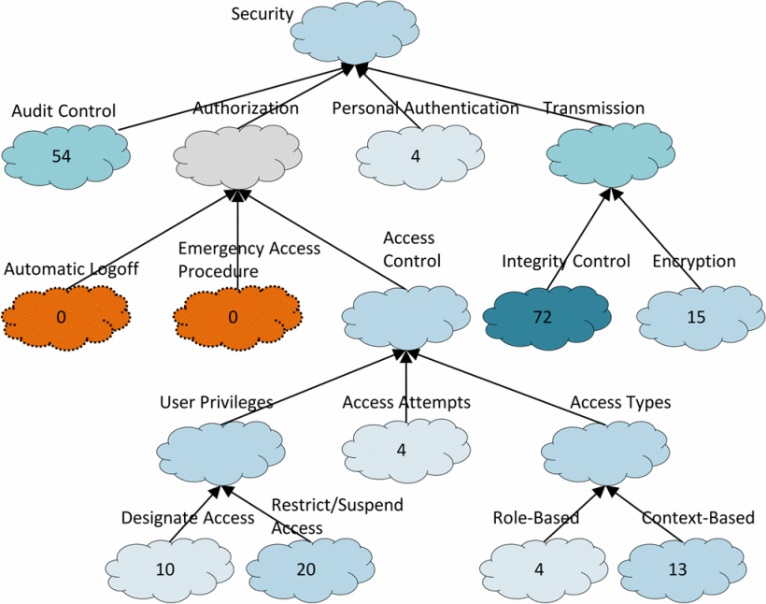 Security
Audit Control
Authorization
Personal Authentication
Transmission
54
4
Automatic Logoff
Emergency Access
Procedure
Access
Control
Integrity Control
Encryption
0
0
72
15
User Privileges
Access Attempts
Access Types
4
Designate Access
Restrict/Suspend
Access
Role-Based
Context-Based
10
20
4
13